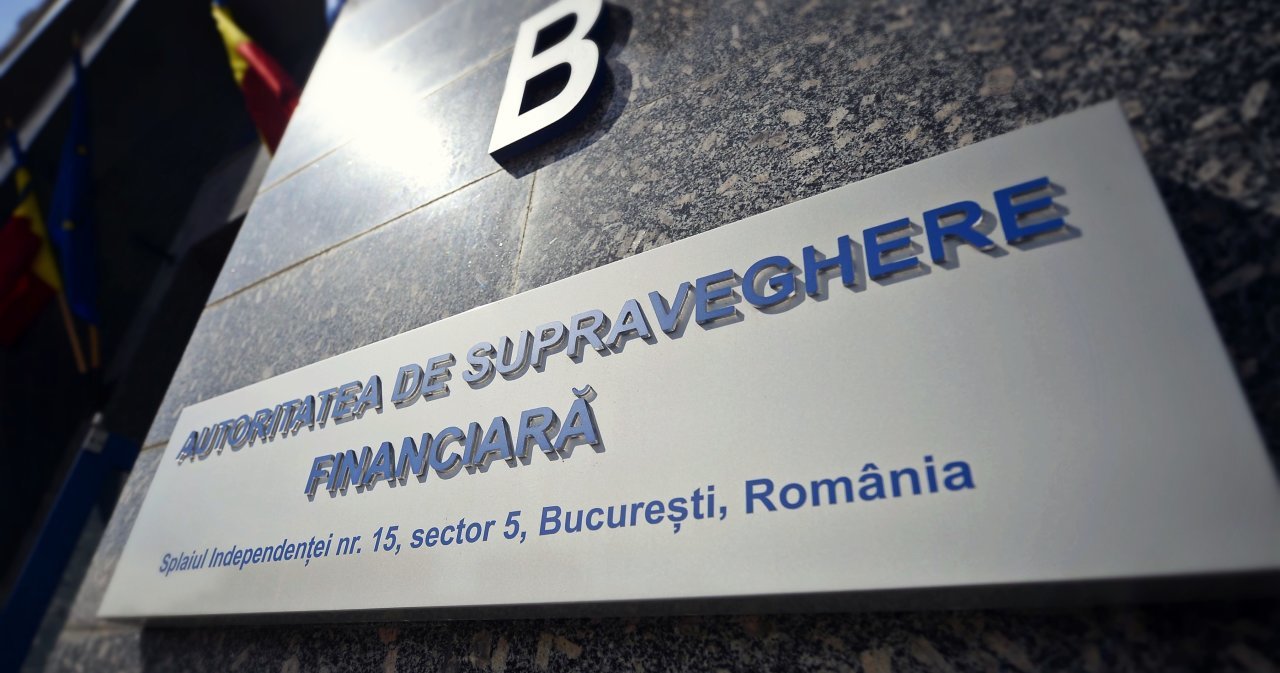 B
AUTORITATEA DE SUPRAVEGHERE
FINANCIARĂ
Splaiul Independenței nr. 15, sector 5, București, România